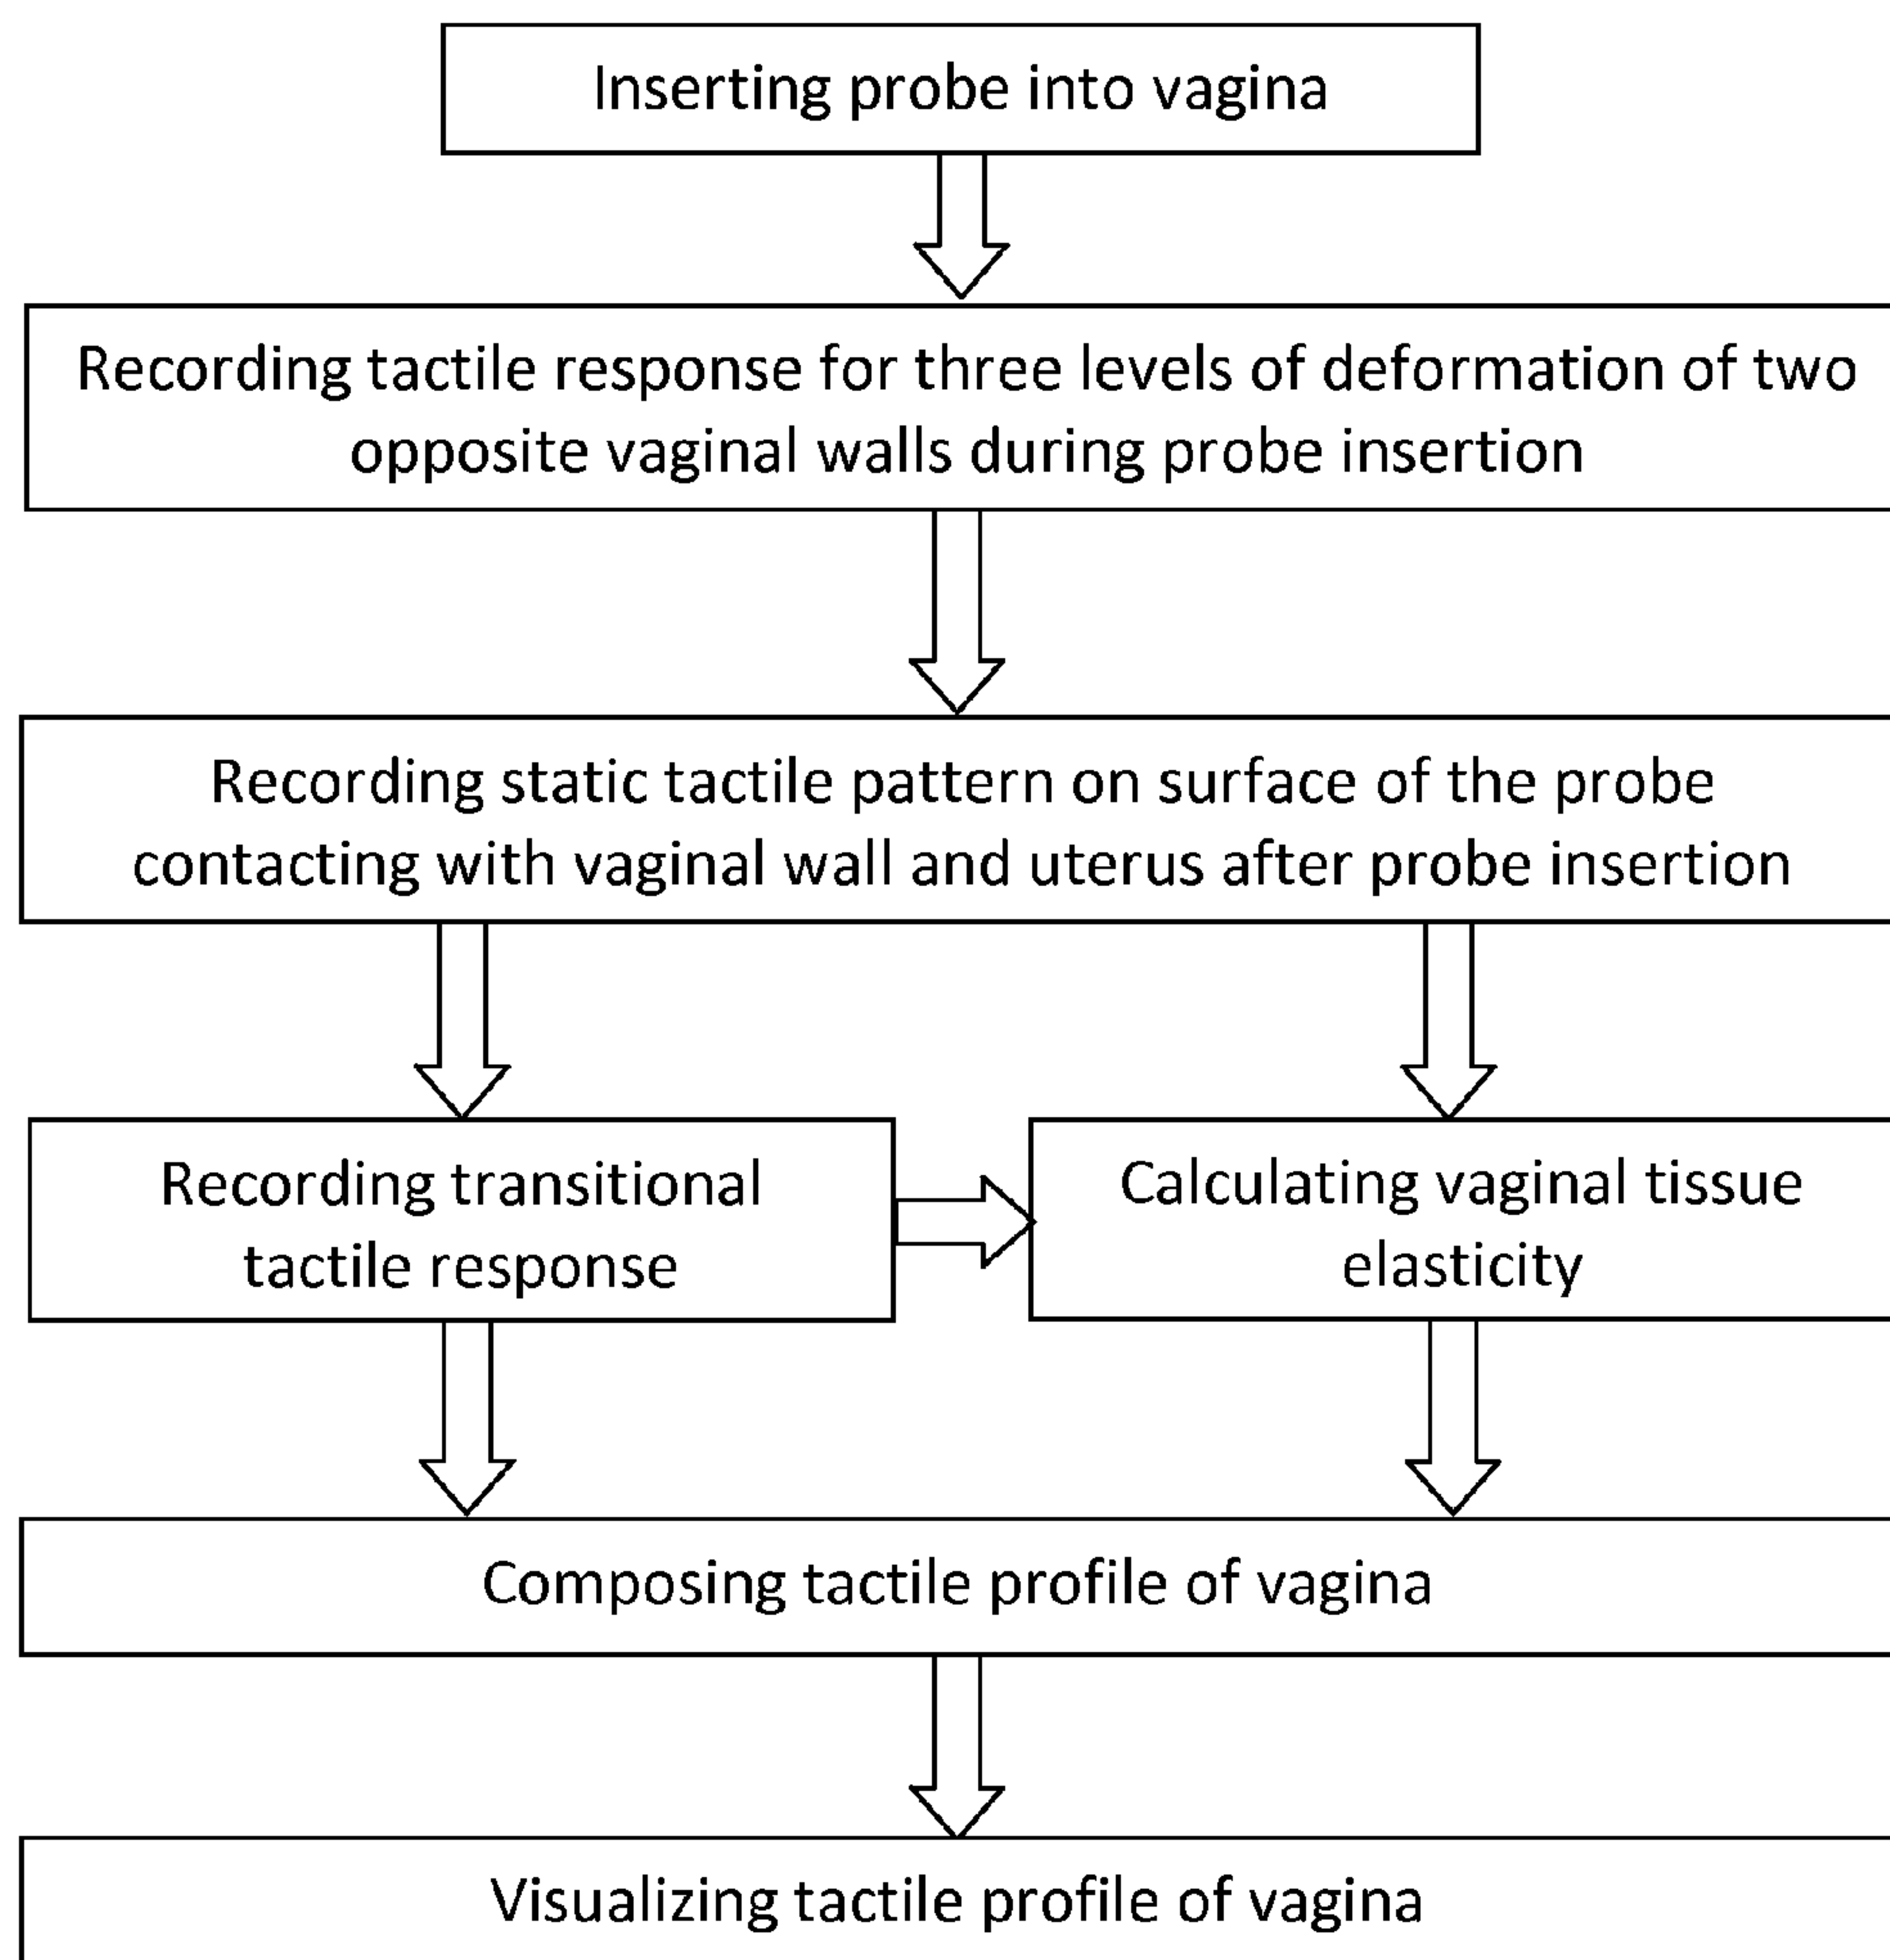 Inserting probe into vagina
Recording tactile response for three levels of deformation of two
opposite vaginal walls during probe insertion
Recording static tactile pattern on surface of the probe
contacting with vaginal wall and uterus after probe insertion
Recording transitional
tactile response
Calculating vaginal tissue
elasticity
Composing tactile profile of vagina
Visualizing tactile profile of vagina